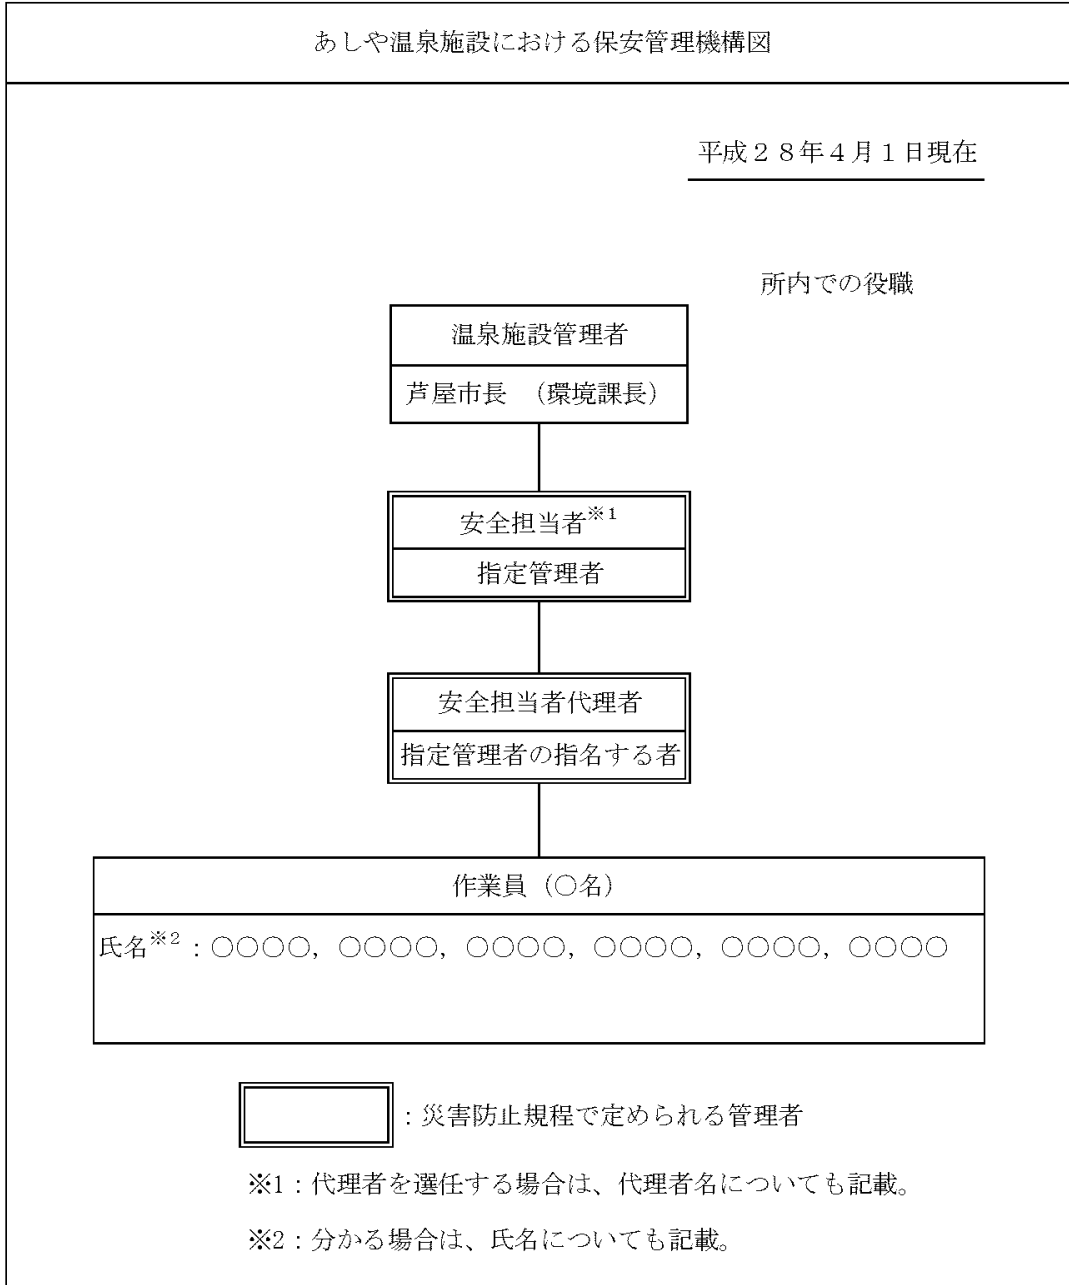 あしや温泉施設における保安管理機構図
平成２８年４月１日現在
所内での役職
温泉施設管理者
芦屋市長　（環境課長）
安全担当者※1
指定管理者
安全担当者代理者
指定管理者の指名する者
作業員（○名）
氏名※2：○○○○，○○○○，○○○○，○○○○，○○○○，○○○○
：災害防止規程で定められる管理者
※1：代理者を選任する場合は、代理者名についても記載。
※2：分かる場合は、氏名についても記載。